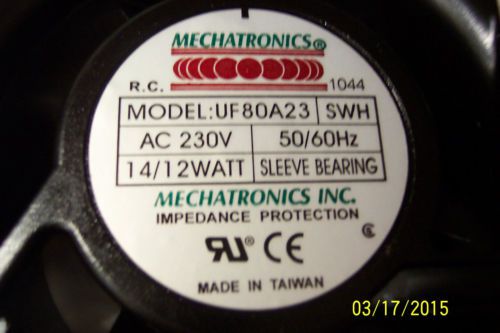 MECHATRONICS®
R.C. 1044
MODEL:UF80A23 SWH
AC 230V 50/60Hz
14/12WATT SLEEVE BEARING
MECHATRONICS INC.
IMPEDANCE PROTECTION
RU® CE
MADE IN TAIWAN
03/17/2015